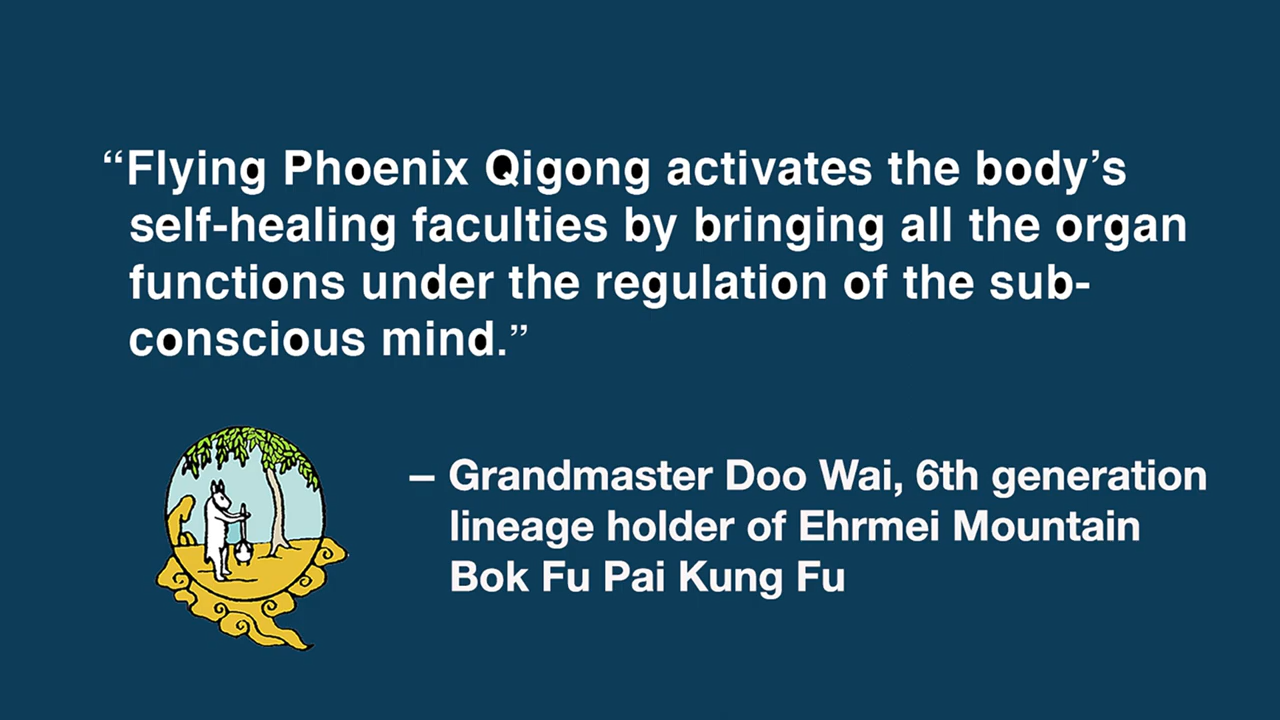 “Flying Phoenix Qigong activates the body’s
self-healing faculties by bringing all the organ
functions under the regulation of the sub-
conscious mind.”
– Grandmaster Doo Wai, 6th generation
lineage holder of Ehrmei Mountain
Bok Fu Pai Kung Fu